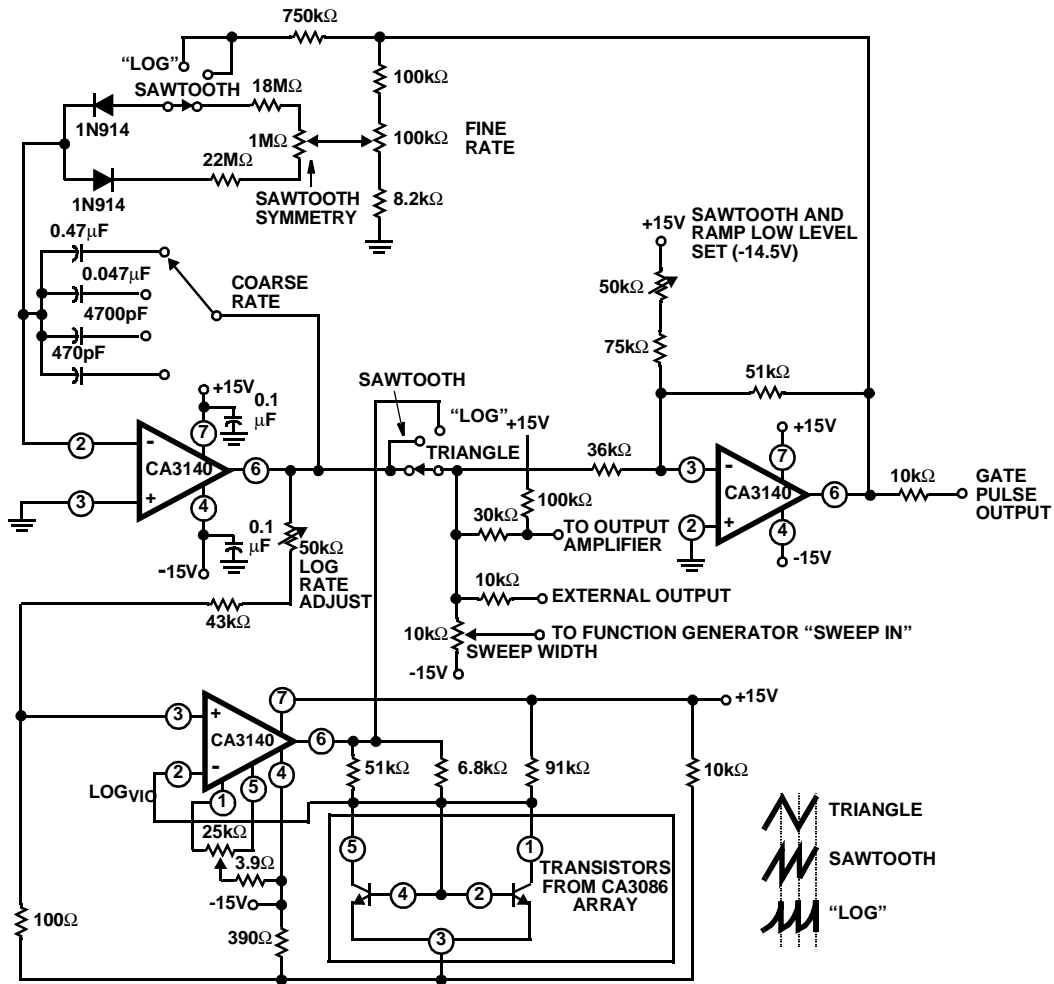 750kΩ
“LOG”
SAWTOOTH
18MΩ
100kΩ
1N914
1MΩ
100kΩ
FINE
RATE
22MΩ
1N914
SAWTOOTH
SYMMETRY
8.2kΩ
0.47μF
0.047μF
4700pF
470pF
COARSE
RATE
+15V
SAWTOOTH AND
RAMP LOW LEVEL
SET (-14.5V)
50kΩ
75kΩ
51kΩ
+15V
0.1
μF
7
2
-
CA3140
6
3
+
4
0.1
μF
-15V
SAWTOOTH
“LOG”
+15V
TRIANGLE
36kΩ
100kΩ
30kΩ
TO OUTPUT
AMPLIFIER
+15V
7
3
-
CA3140
6
2
+
4
-15V
10kΩ
GATE
PULSE
OUTPUT
50kΩ
LOG
RATE
ADJUST
43kΩ
10kΩ
EXTERNAL OUTPUT
10kΩ
TO FUNCTION GENERATOR “SWEEP IN”
SWEEP WIDTH
-15V
7
+15V
3
+
CA3140
6
2
-
4
5
1
LOGVIO
51kΩ
6.8kΩ
91kΩ
10kΩ
25kΩ
3.9Ω
-15V
390Ω
100Ω
5
1
4
2
3
TRANSISTORS
FROM CA3086
ARRAY
TRIANGLE
SAWTOOTH
“LOG”